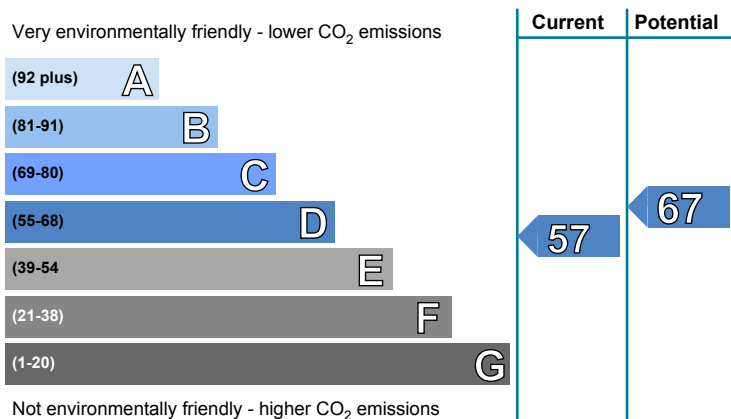 Very environmentally friendly - lower CO₂ emissions
Current
Potential
(92 plus) A
(81-91) B
(69-80) C
(55-68) D
(39-54 E
(21-38) F
(1-20) G
57
67
Not environmentally friendly - higher CO₂ emissions